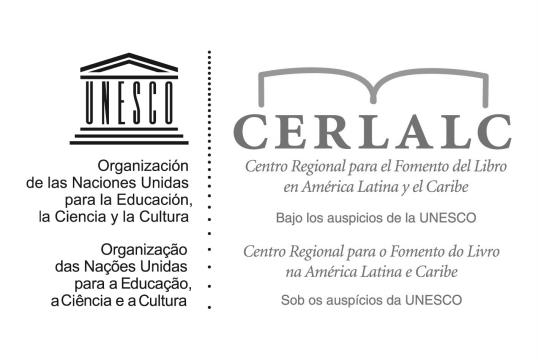 UNESCO
Organización
de las Naciones Unidas
para la Educación,
la Ciencia y la Cultura
Organização
das Nações Unidas
para a Educação,
a Ciência e a Cultura
CERLALC
Centro Regional para el Fomento del Libro
en América Latina y el Caribe
Bajo los auspicios de la UNESCO
Centro Regional para o Fomento do Livro
na América Latina e Caribe
Sob os auspícios da UNESCO